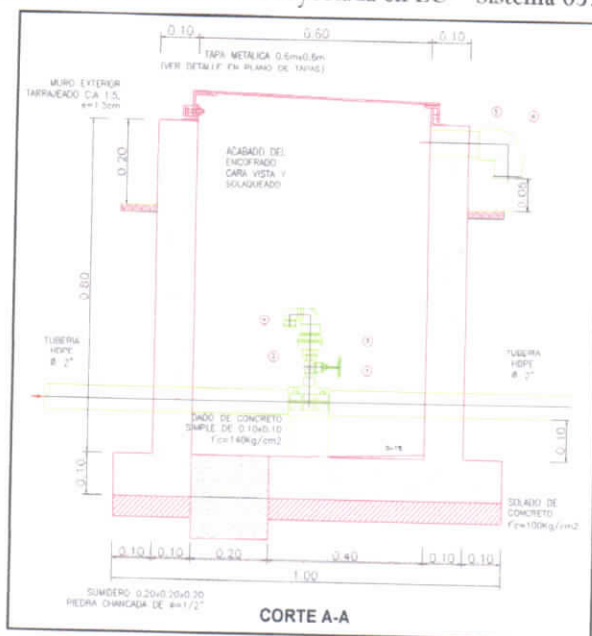 en LC - Sistema 05
0.10 0.60 0.10
TAPA METALICA 0.6mx0.6m
(VER DETALLE EN PLANO DE TAPAS)
MURO EXTERIOR
TARRAJEADO C:A 1:5,
e=1.5cm
0.20
ACABADO DEL
ENCOFRADO
CARA VISTA Y
SOLAQUEADO
0.05
0.80
TUBERIA
HDPE
Ø 2"
TUBERIA
HDPE
Ø 2"
DADO DE CONCRETO
SIMPLE DE 0.10x0.10
f'c=140Kg/cm2
0.10
0.10
SOLADO DE
CONCRETO
f'c=100Kg/cm2
0.10 0.10 0.20 0.40 0.10 0.10
1.00
SUMIDERO 0.20x0.20x0.20
PIEDRA CHANCADA DE Ø=1/2"
CORTE A-A